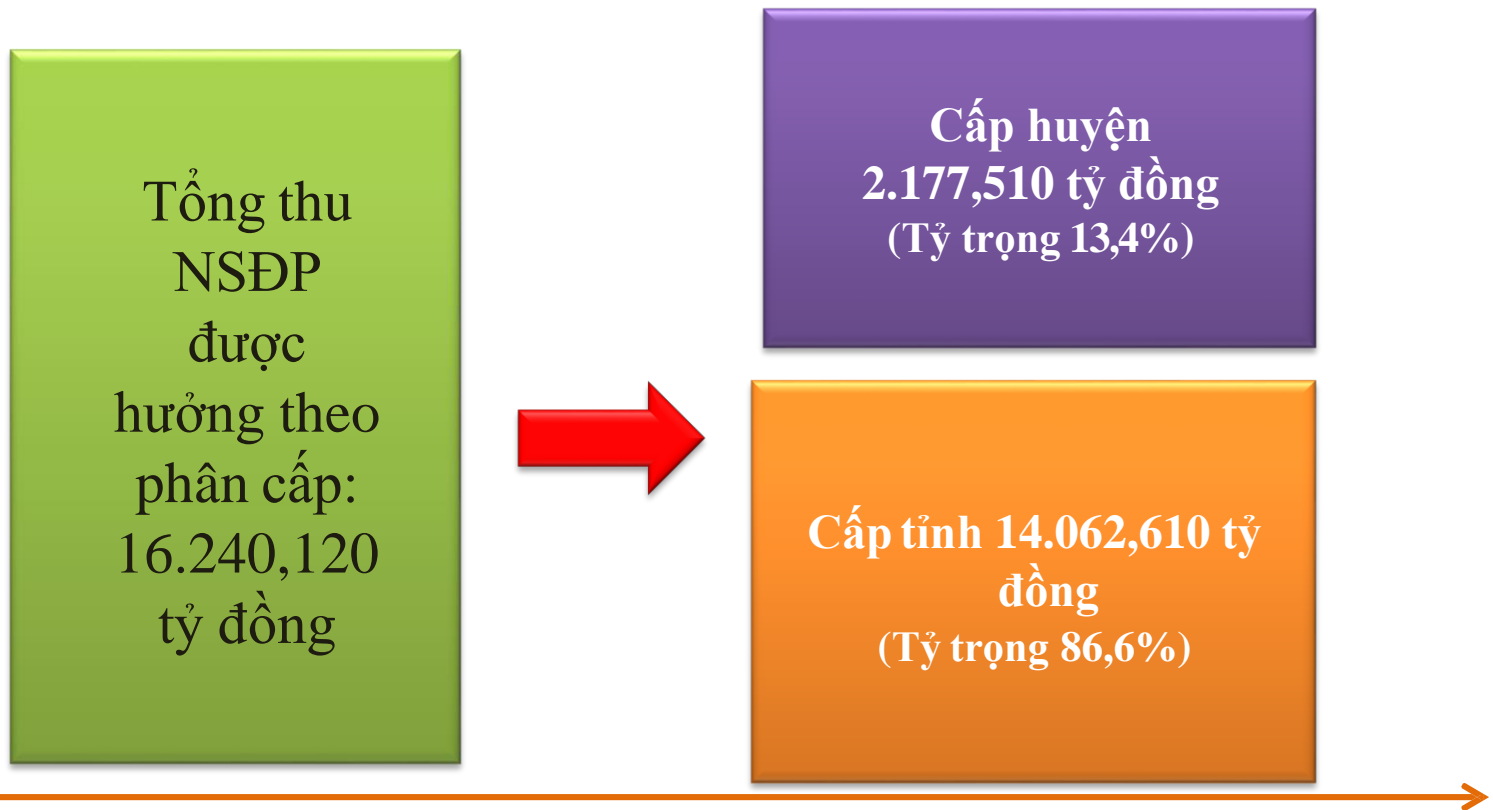 Tổng thu
NSĐP
được
hưởng theo
phân cấp:
16.240,120
tỷ đồng
Cấp huyện
2.177,510 tỷ đồng
(Tỷ trọng 13,4%)
Cấp tỉnh 14.062,610 tỷ
đồng
(Tỷ trọng 86,6%)